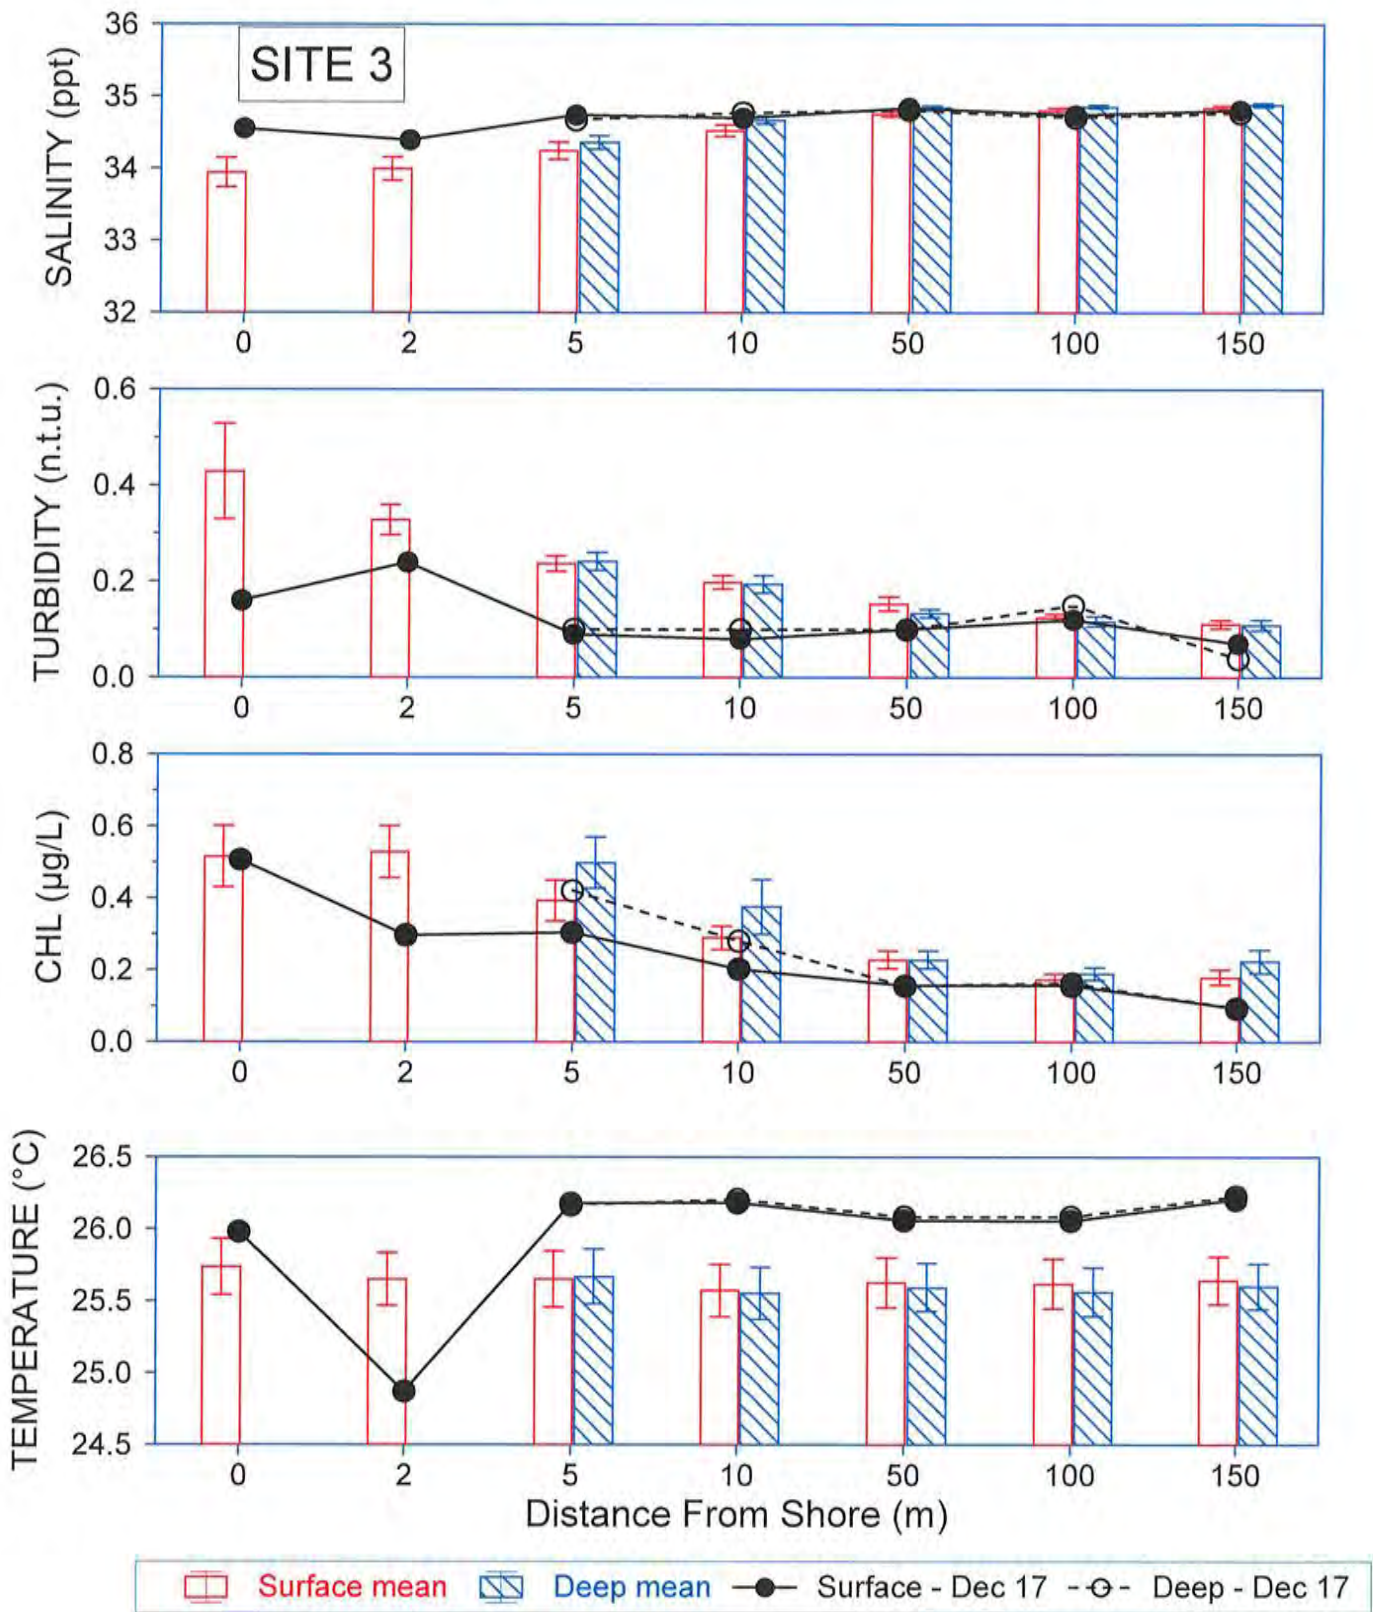 SITE 3
SALINITY (ppt)
36
35
34
33
32
0 2 5 10 50 100 150
TURBIDITY (n.t.u.)
0.6
0.4
0.2
0.0
0 2 5 10 50 100 150
CHL (µg/L)
0.8
0.6
0.4
0.2
0.0
0 2 5 10 50 100 150
TEMPERATURE (°C)
26.5
26.0
25.5
25.0
24.5
0 2 5 10 50 100 150
Distance From Shore (m)
Surface mean Deep mean Surface - Dec 17 Deep - Dec 17